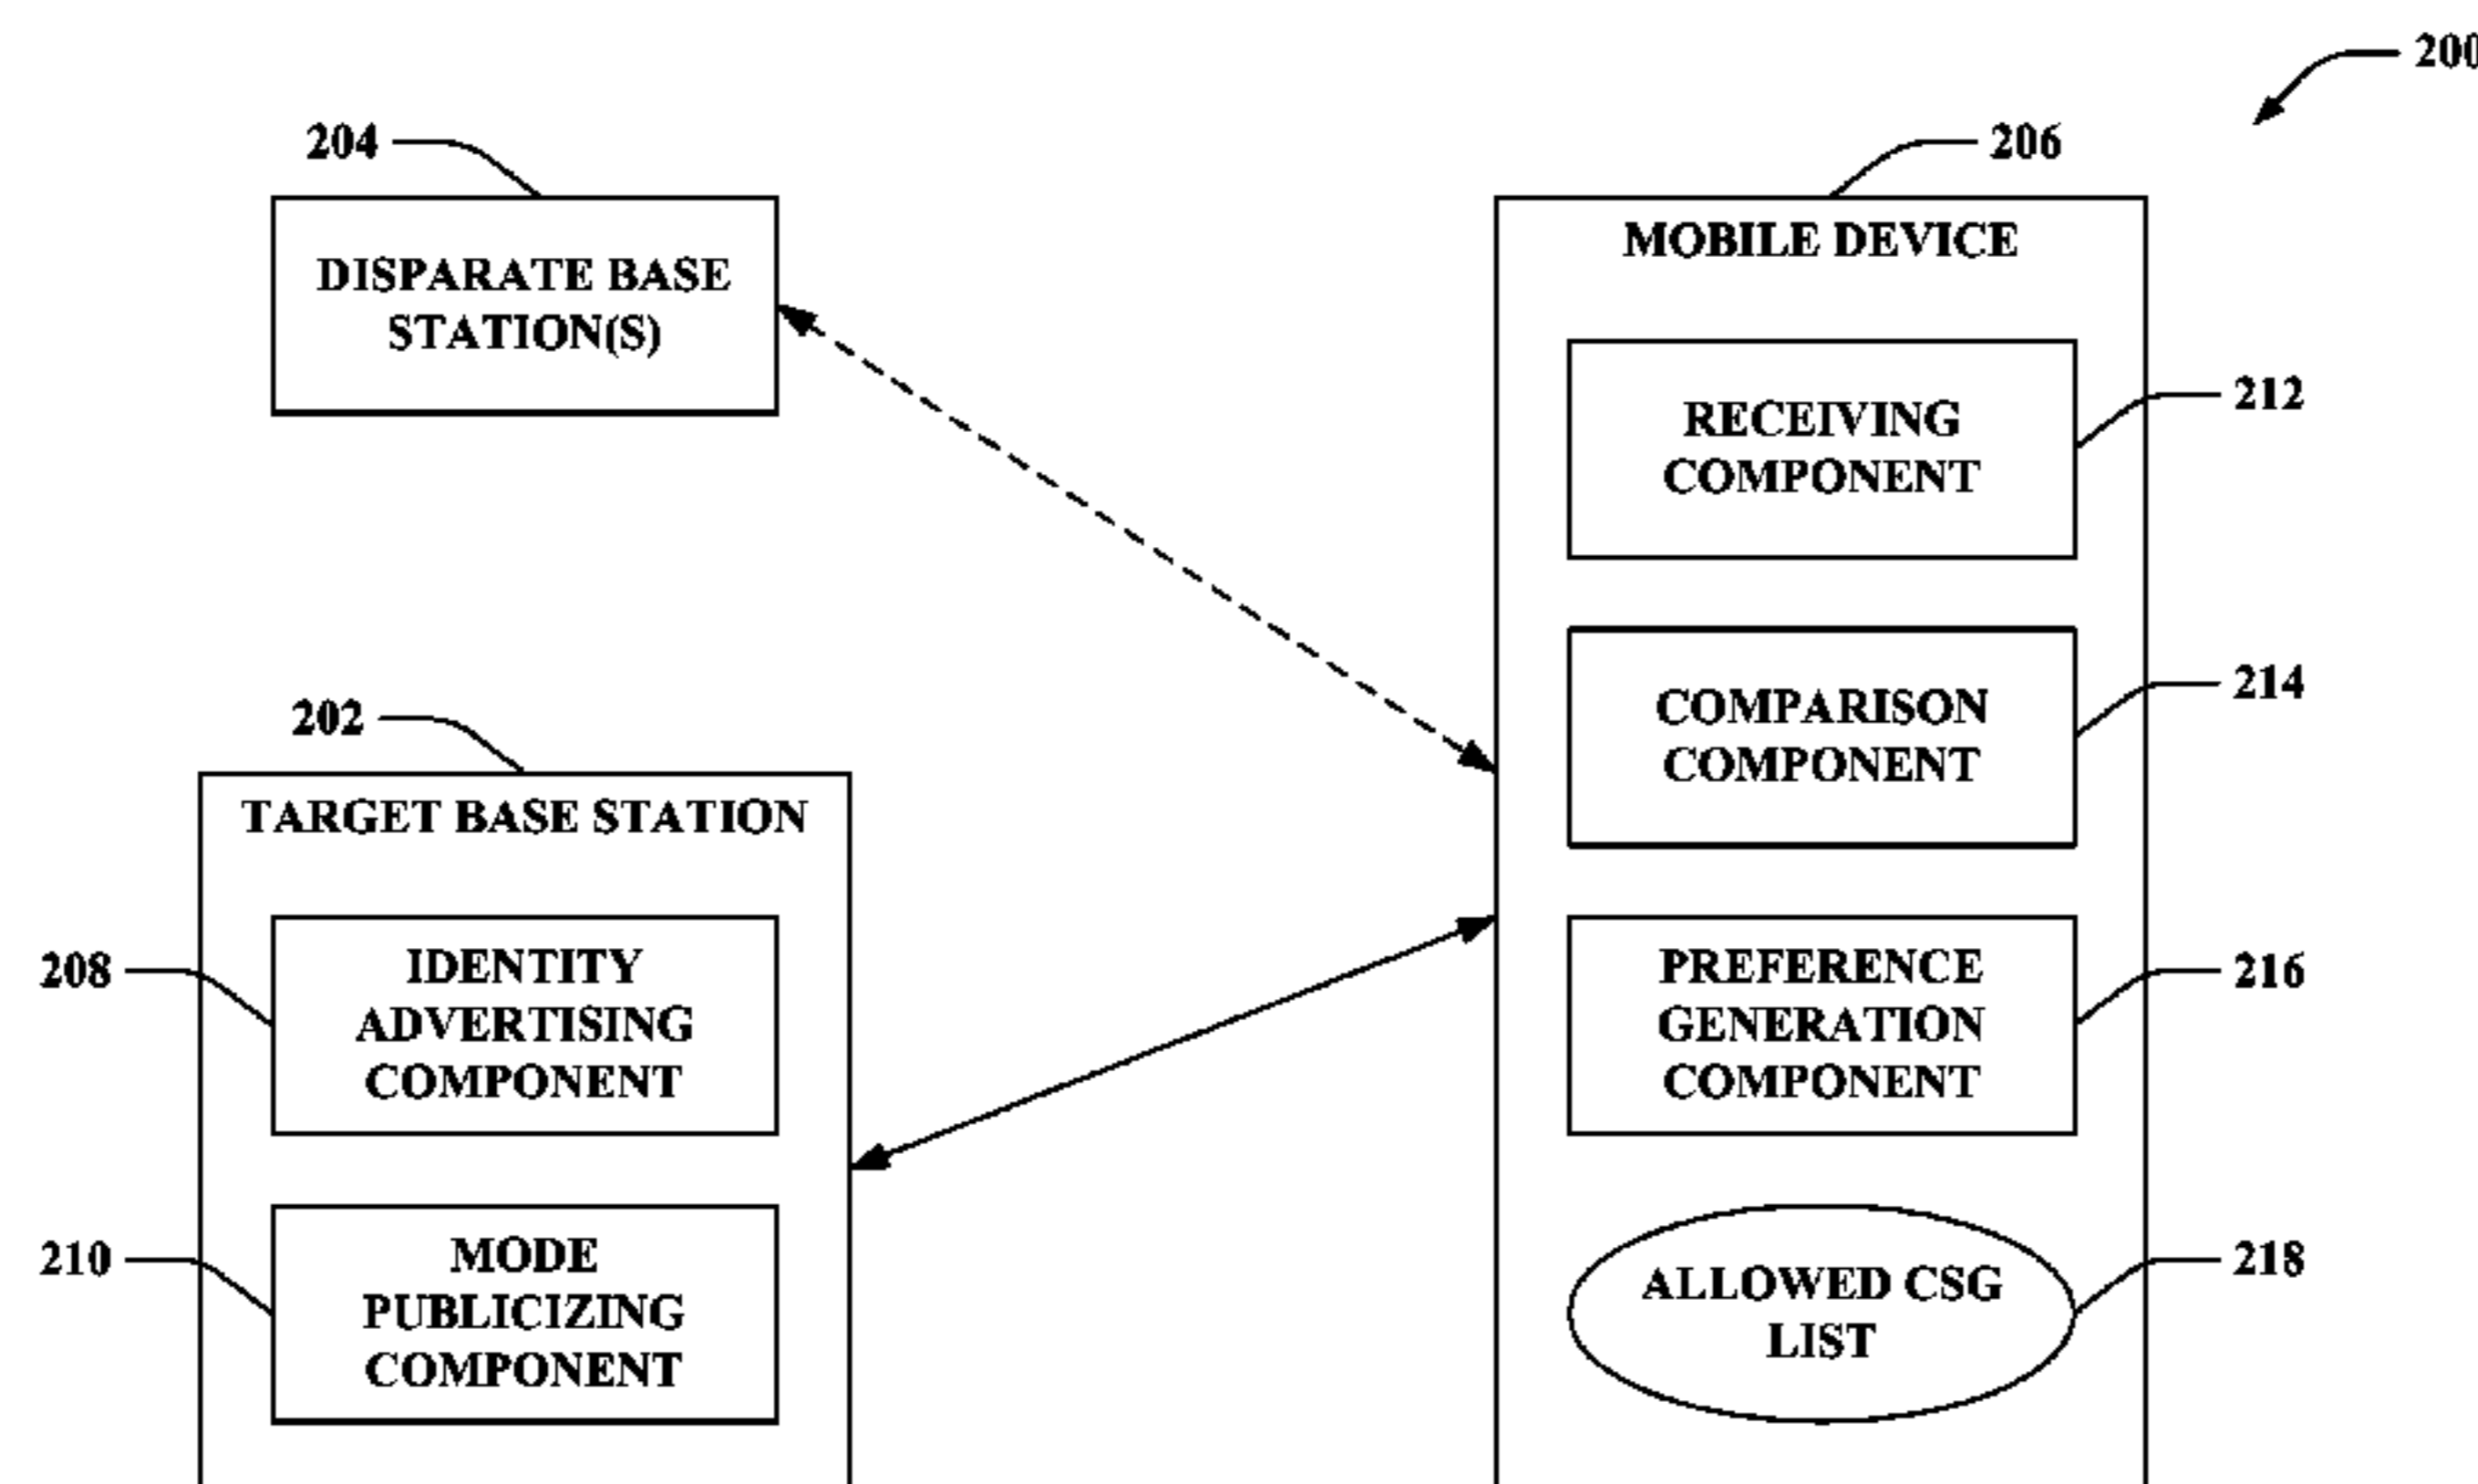 200
204
206
DISPARATE BASE
STATION(S)
MOBILE DEVICE
RECEIVING
COMPONENT
212
COMPARISON
COMPONENT
214
202
TARGET BASE STATION
208
IDENTITY
ADVERTISING
COMPONENT
PREFERENCE
GENERATION
COMPONENT
216
210
MODE
PUBLICIZING
COMPONENT
ALLOWED CSG
LIST
218